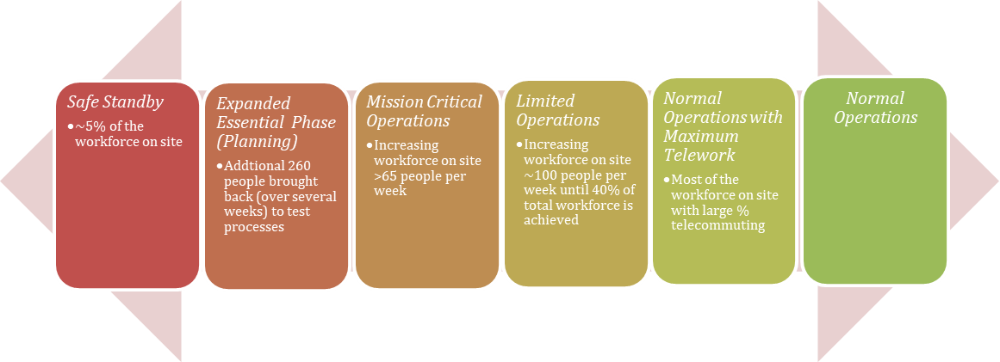 Safe Standby
•~5% of the
workforce on site
Expanded
Essential Phase
(Planning)
•Addtional 260
people brought
back (over several
weeks) to test
processes
Mission Critical
Operations
•Increasing
workforce on site
>65 people per
week
Limited
Operations
•Increasing
workforce on site
~100 people per
week until 40% of
total workforce is
achieved
Normal
Operations with
Maximum
Telework
•Most of the
workforce on site
with large %
telecommuting
Normal
Operations